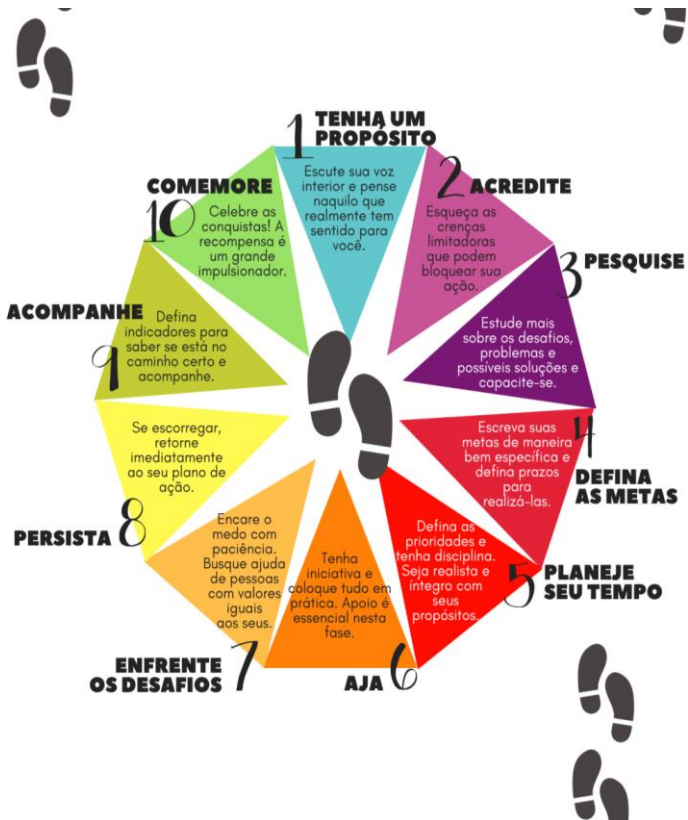 1 TENHA UM
PROPÓSITO
Escute sua voz
interior e pense
naquilo que
realmente tem
sentido para
você.
2 ACREDITE
Esqueça as
crenças
limitadoras
que podem
bloquear sua
ação.
3 PESQUISE
Estude mais
sobre os desafios,
problemas e
possíveis soluções e
capacite-se.
4
Escreva suas
metas de maneira
bem específica e
defina prazos
para
realizá-las.
DEFINA
AS METAS
5 PLANEJE
SEU TEMPO
Defina as
prioridades e
tenha disciplina.
Seja realista e
íntegro com
seus
propósitos.
Tenha
iniciativa e
coloque tudo em
prática. Apoio é
essencial nesta
fase.
AJA 6
Encare o
medo com
paciência.
Busque ajuda
de pessoas
com valores
iguais
aos seus.
ENFRENTE
OS DESAFIOS 7
Se escorregar,
retorne
imediatamente
ao seu plano de
ação.
PERSISTA 8
ACOMPANHE
9
Defina
indicadores para
saber se está no
caminho certo e
acompanhe.
COMEMORE
10
Celebre as
conquistas! A
recompensa é
um grande
impulsionador.